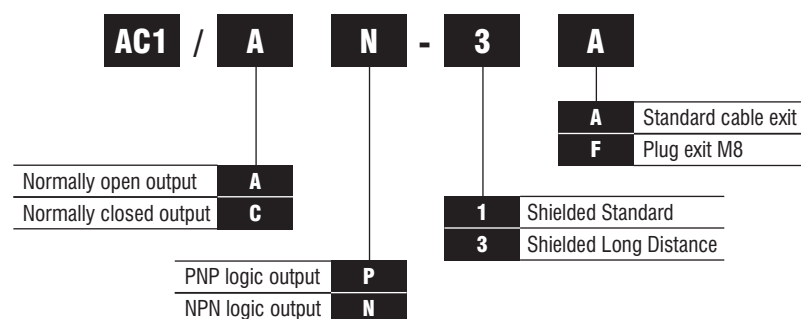 AC1 / A N - 3 A
A Standard cable exit
F Plug exit M8
Normally open output A
Normally closed output C
1 Shielded Standard
3 Shielded Long Distance
PNP logic output P
NPN logic output N